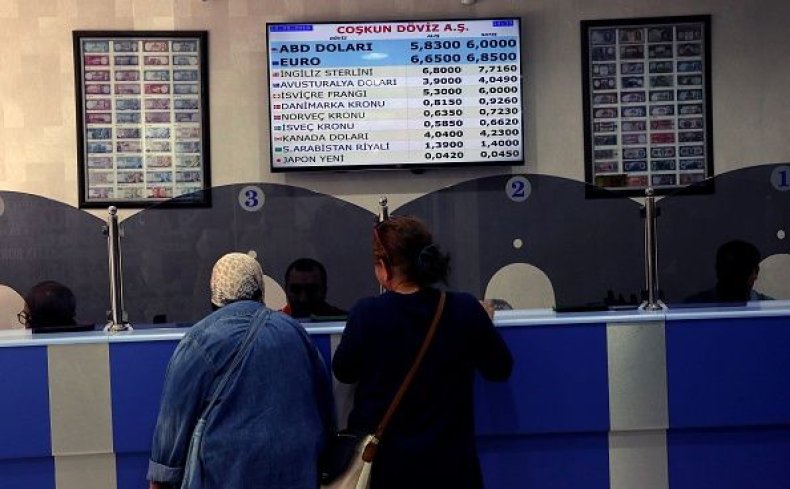 COŞKUN DÖVİZ A.Ş.
DÖVİZ ALIŞ SATIŞ
ABD DOLARI 5,8300 6,0000
EURO 6,6500 6,8500
İNGİLİZ STERLİNİ 6,8000 7,7160
AVUSTURALYA DOLARI 3,9000 4,0490
İSVİÇRE FRANGI 5,3000 6.0000
DANİMARKA KRONU 0,8150 0,9260
NORVEÇ KRONU 0,6350 0,7230
İSVEÇ KRONU 0,5850 0,6620
KANADA DOLARI 4,0400 4,2300
S.ARABİSTAN RİYALİ 1,3900 1,4000
JAPON YENİ 0,0420 0,0450
3
2
1